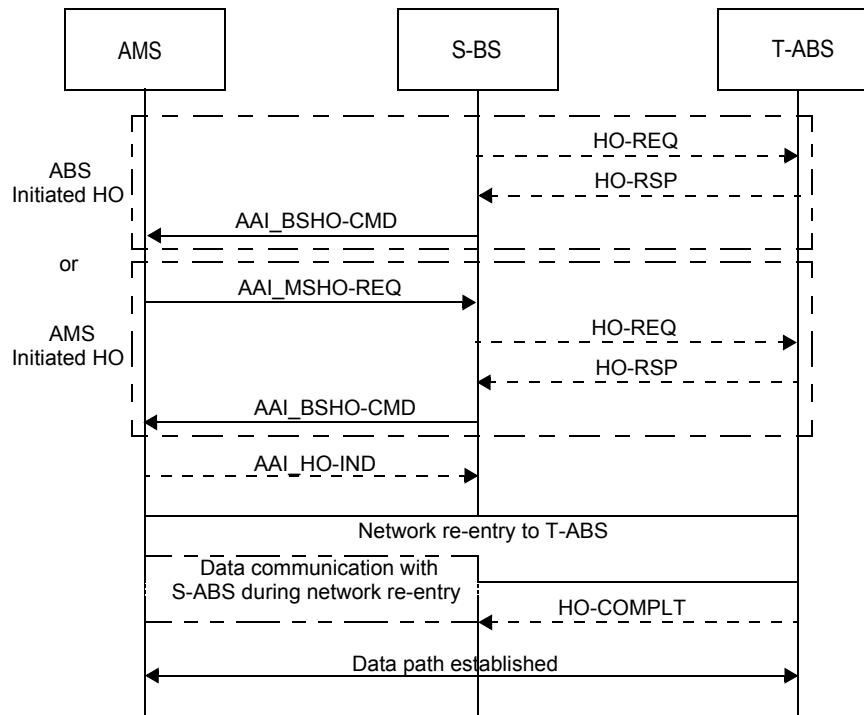 AMS
S-BS
T-ABS
HO-REQ
ABS
Initiated HO
HO-RSP
AAI_BSHO-CMD
or
AAI_MSHO-REQ
AMS
Initiated HO
HO-REQ
HO-RSP
AAI_BSHO-CMD
AAI_HO-IND
Network re-entry to T-ABS
Data communication with
S-ABS during network re-entry
HO-COMPLT
Data path established